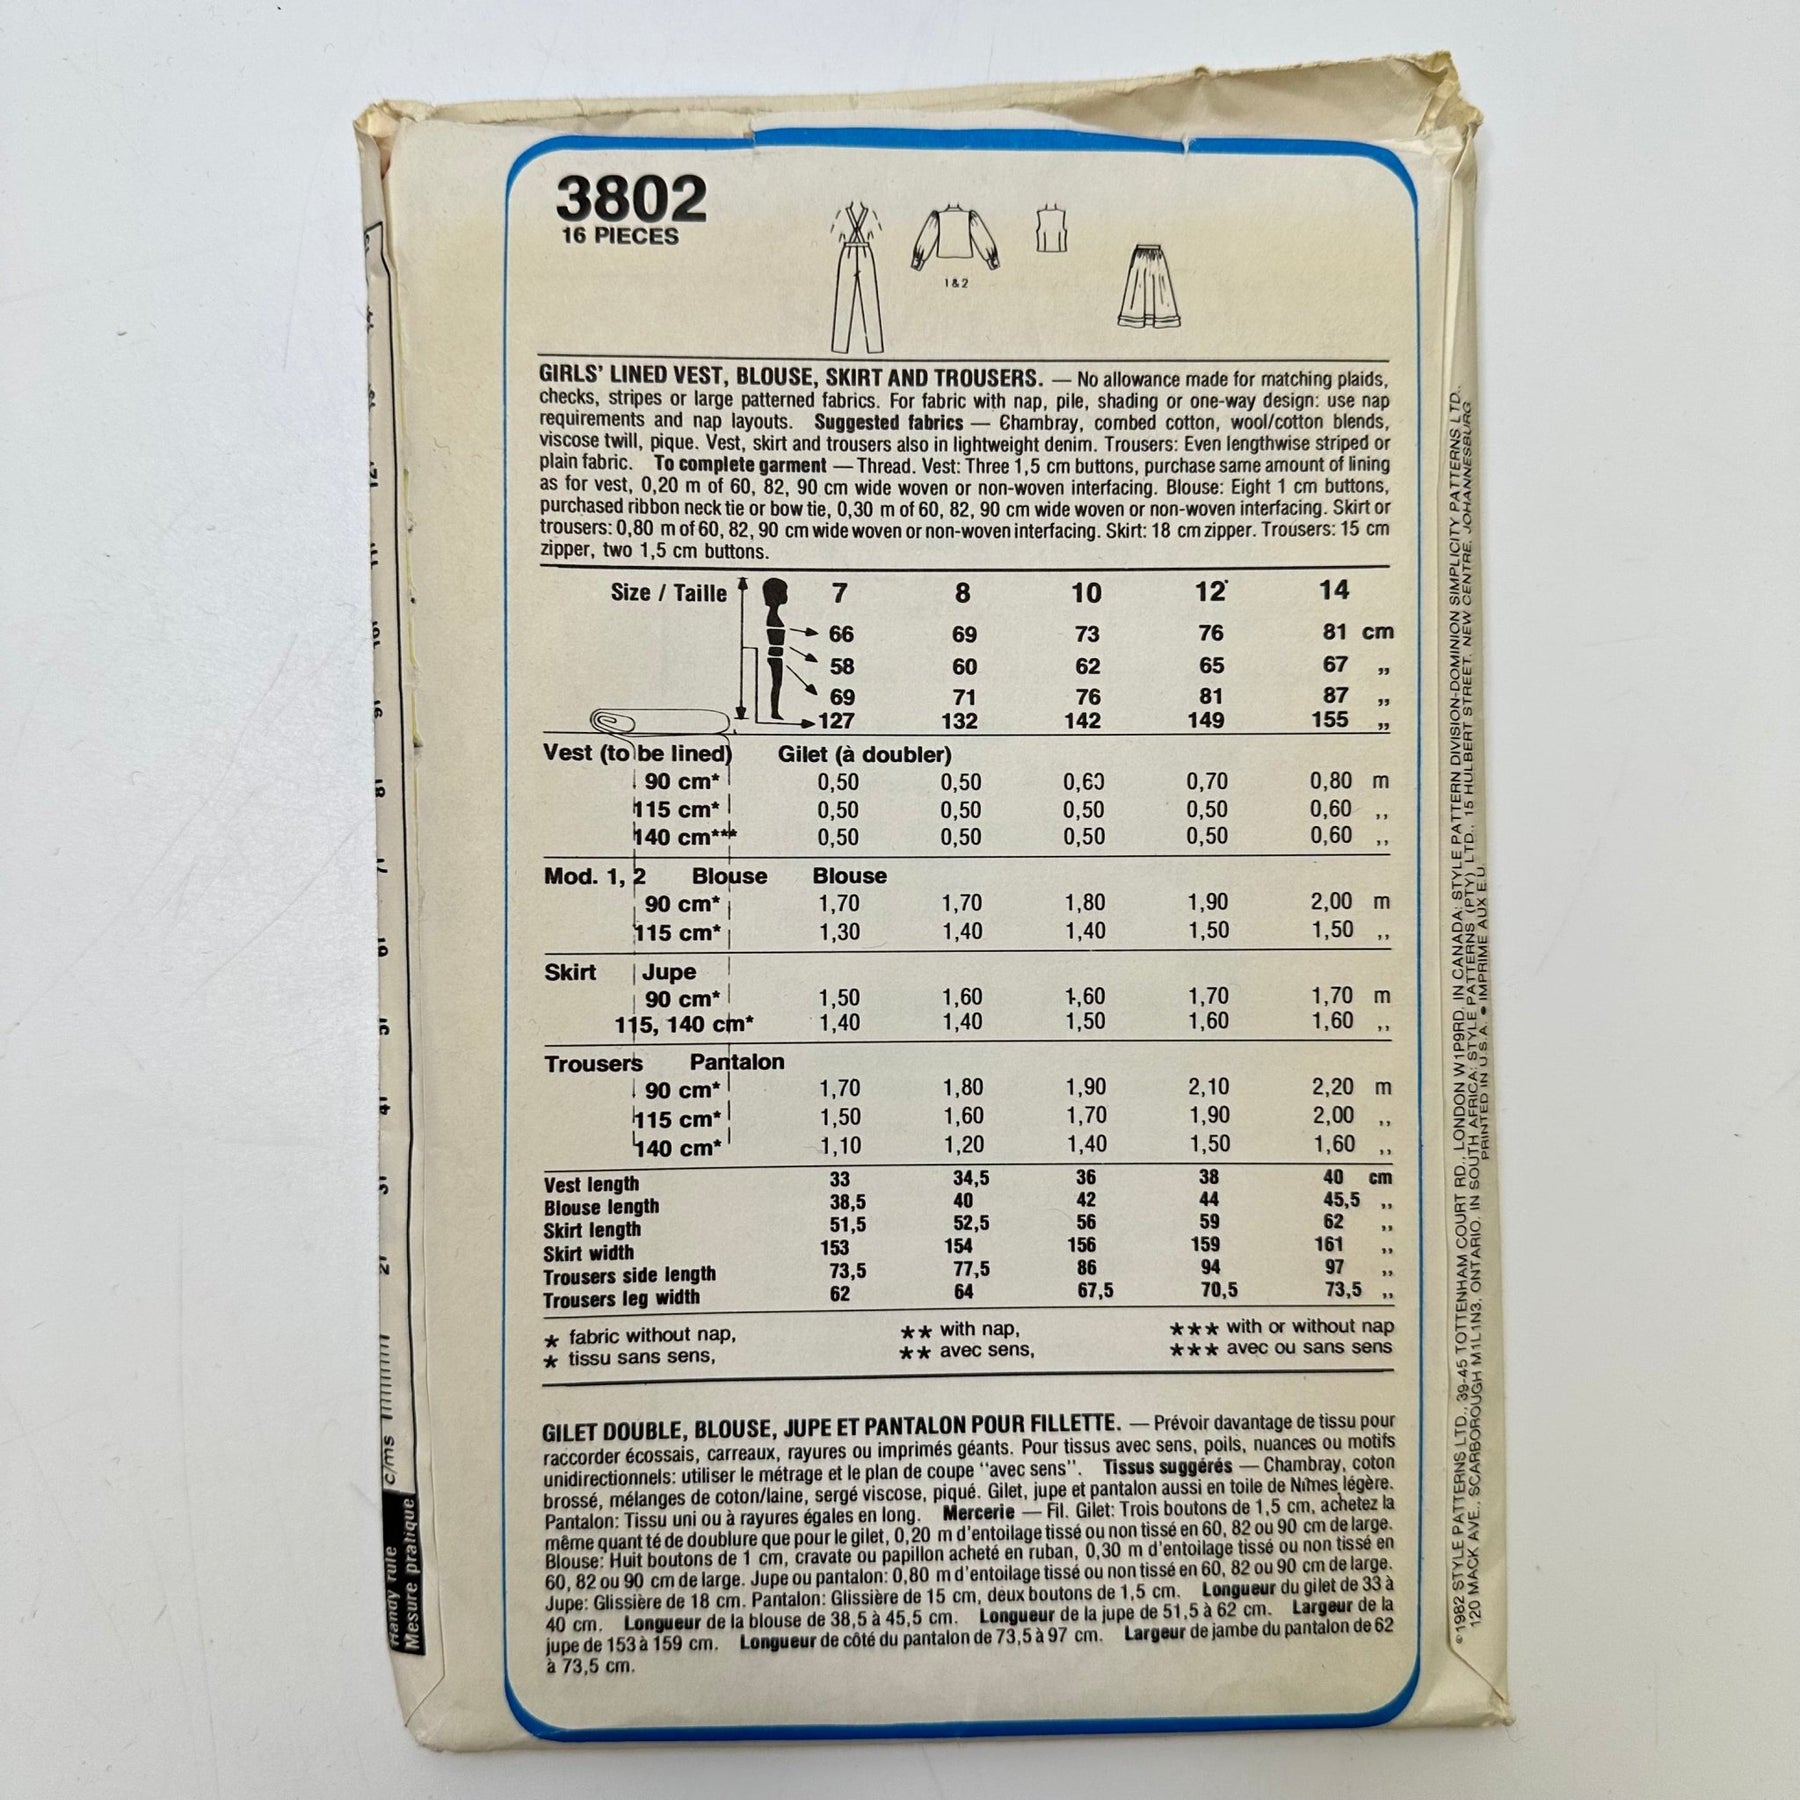 3802
16 PIECES
1 & 2
GIRLS' LINED VEST, BLOUSE, SKIRT AND TROUSERS. — No allowance made for matching plaids,
checks, stripes or large patterned fabrics. For fabric with nap, pile, shading or one-way design: use nap
requirements and nap layouts. Suggested fabrics — Chambray, combed cotton, wool/cotton blends,
viscose twill, pique. Vest, skirt and trousers also in lightweight denim. Trousers: Even lengthwise striped or
plain fabric. To complete garment — Thread. Vest: Three 1,5 cm buttons, purchase same amount of lining
as for vest, 0,20 m of 60, 82, 90 cm wide woven or non-woven interfacing. Blouse: Eight 1 cm buttons,
purchased ribbon neck tie or bow tie, 0,30 m of 60, 82, 90 cm wide woven or non-woven interfacing. Skirt or
trousers: 0,80 m of 60, 82, 90 cm wide woven or non-woven interfacing. Skirt: 18 cm zipper. Trousers: 15 cm
zipper, two 1,5 cm buttons.
Size / Taille 7 8 10 12 14
66 69 73 76 81 cm
58 60 62 65 67 ,,
69 71 76 81 87 ,,
127 132 142 149 155 ,,
Vest (to be lined) Gilet (à doubler)
90 cm* 0,50 0,50 0,60 0,70 0,80 m
115 cm* 0,50 0,50 0,50 0,50 0,60 ,,
140 cm*** 0,50 0,50 0,50 0,50 0,60 ,,
Mod. 1, 2 Blouse Blouse
90 cm* 1,70 1,70 1,80 1,90 2,00 m
115 cm* 1,30 1,40 1,40 1,50 1,50 ,,
Skirt Jupe
90 cm* 1,50 1,60 1,60 1,70 1,70 m
115, 140 cm* 1,40 1,40 1,50 1,60 1,60 ,,
Trousers Pantalon
90 cm* 1,70 1,80 1,90 2,10 2,20 m
115 cm* 1,50 1,60 1,70 1,90 2,00 ,,
140 cm* 1,10 1,20 1,40 1,50 1,60 ,,
Vest length 33 34,5 36 38 40 cm
Blouse length 38,5 40 42 44 45,5 ,,
Skirt length 51,5 52,5 56 59 62 ,,
Skirt width 153 154 156 159 161 ,,
Trousers side length 73,5 77,5 86 94 97 ,,
Trousers leg width 62 64 67,5 70,5 73,5 ,,
* fabric without nap, ** with nap, *** with or without nap
* tissu sans sens, ** avec sens, *** avec ou sans sens
GILET DOUBLE, BLOUSE, JUPE ET PANTALON POUR FILLETTE. — Prévoir davantage de tissu pour
raccorder écossais, carreaux, rayures ou imprimés géants. Pour tissus avec sens, poils, nuances ou motifs
unidirectionnels: utiliser le métrage et le plan de coupe "avec sens". Tissus suggérés — Chambray, coton
brossé, mélanges de coton/laine, sergé viscose, piqué. Gilet, jupe et pantalon aussi en toile de Nîmes légère.
Pantalon: Tissu uni ou à rayures égales en long. Mercerie — Fil. Gilet: Trois boutons de 1,5 cm, achetez la
même quant té de doublure que pour le gilet, 0,20 m d'entoilage tissé ou non tissé en 60, 82 ou 90 cm de large.
Blouse: Huit boutons de 1 cm, cravate ou papillon acheté en ruban, 0,30 m d'entoilage tissé ou non tissé en
60, 82 ou 90 cm de large. Jupe ou pantalon: 0,80 m d'entoilage tissé ou non tissé en 60, 82 ou 90 cm de large.
Jupe: Glissière de 18 cm. Pantalon: Glissière de 15 cm, deux boutons de 1,5 cm. Longueur du gilet de 33 à
40 cm. Longueur de la blouse de 38,5 à 45,5 cm. Longueur de la jupe de 51,5 à 62 cm. Largeur de la
jupe de 153 à 159 cm. Longueur de côté du pantalon de 73,5 à 97 cm. Largeur de jambe du pantalon de 62
à 73,5 cm.
©1982 STYLE PATTERNS LTD., 39-45 TOTTENHAM COURT RD., LONDON W1P9RD. IN CANADA: STYLE PATTERN DIVISION-DOMINION SIMPLICITY PATTERNS LTD.,
120 MACK AVE., SCARBOROUGH M1L1N3, ONTARIO. IN SOUTH AFRICA: STYLE PATTERNS (PTY) LTD., 15 HULBERT STREET, NEW CENTRE, JOHANNESBURG.
PRINTED IN U.S.A. ● IMPRIME AUX E.U.
Handy rule
Mesure pratique
c/ms